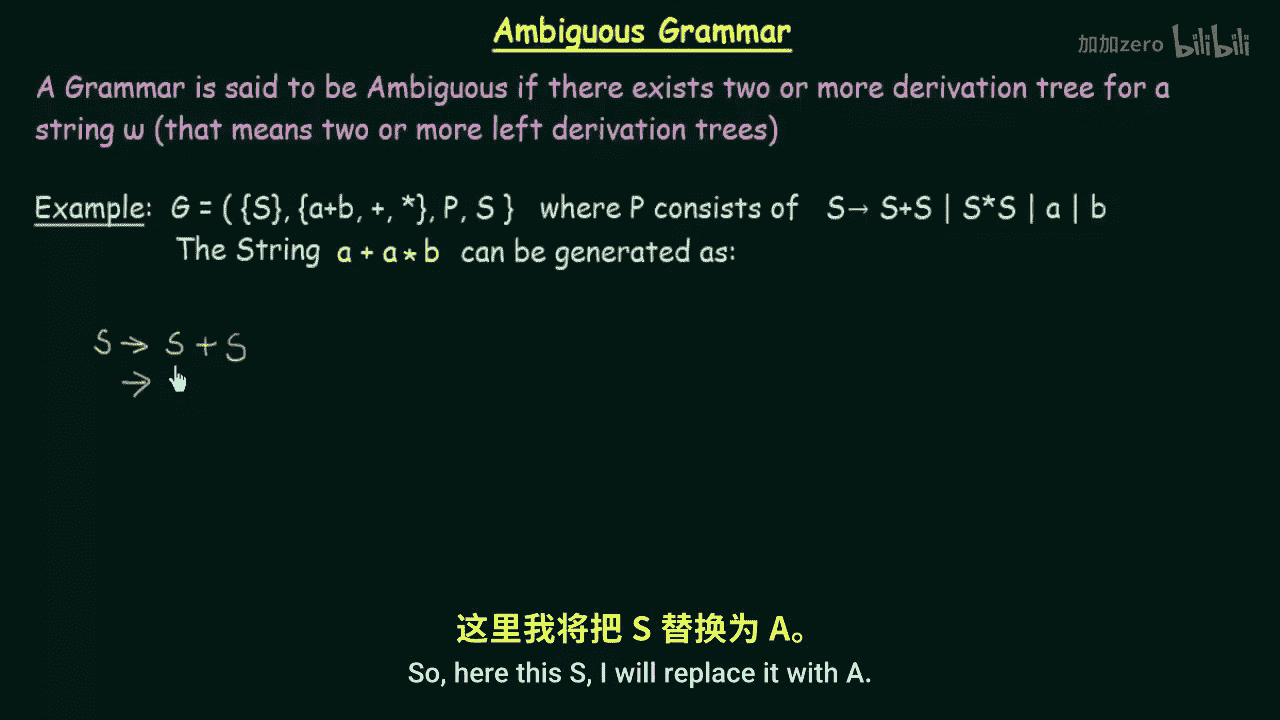 Ambiguous Grammar
加加zero bilibili
A Grammar is said to be Ambiguous if there exists two or more derivation tree for a
string w (that means two or more left derivation trees)
Example: G = ( {S}, {a+b, +, *}, P, S } where P consists of S→ S+S | S*S | a | b
The String a + a * b can be generated as:
S → S + S
→
这里我将把 S 替换为 A。
So, here this S, I will replace it with A.